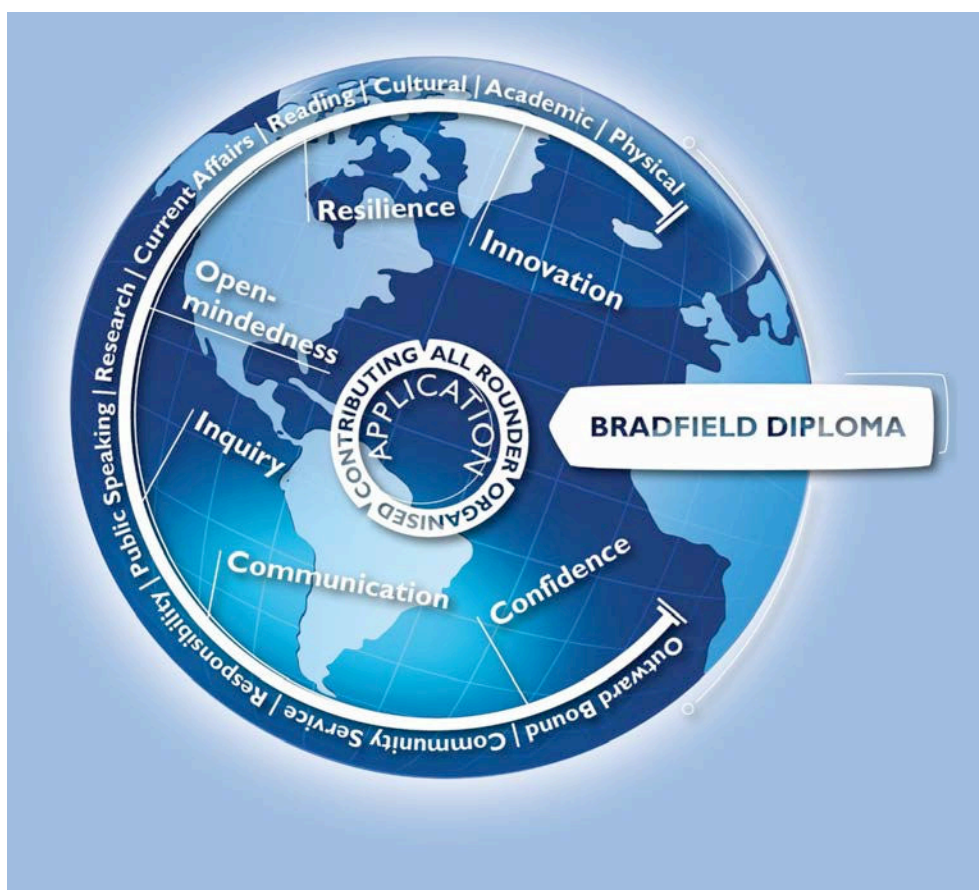 Outward Bound | Community Service | Responsibility | Public Speaking | Research | Current Affairs | Reading | Cultural | Academic | Physical
Resilience
Innovation
Open-
mindedness
Inquiry
Communication
Confidence
CONTRIBUTING ALL ROUNDER ORGANISED
APPLICATION
BRADFIELD DIPLOMA